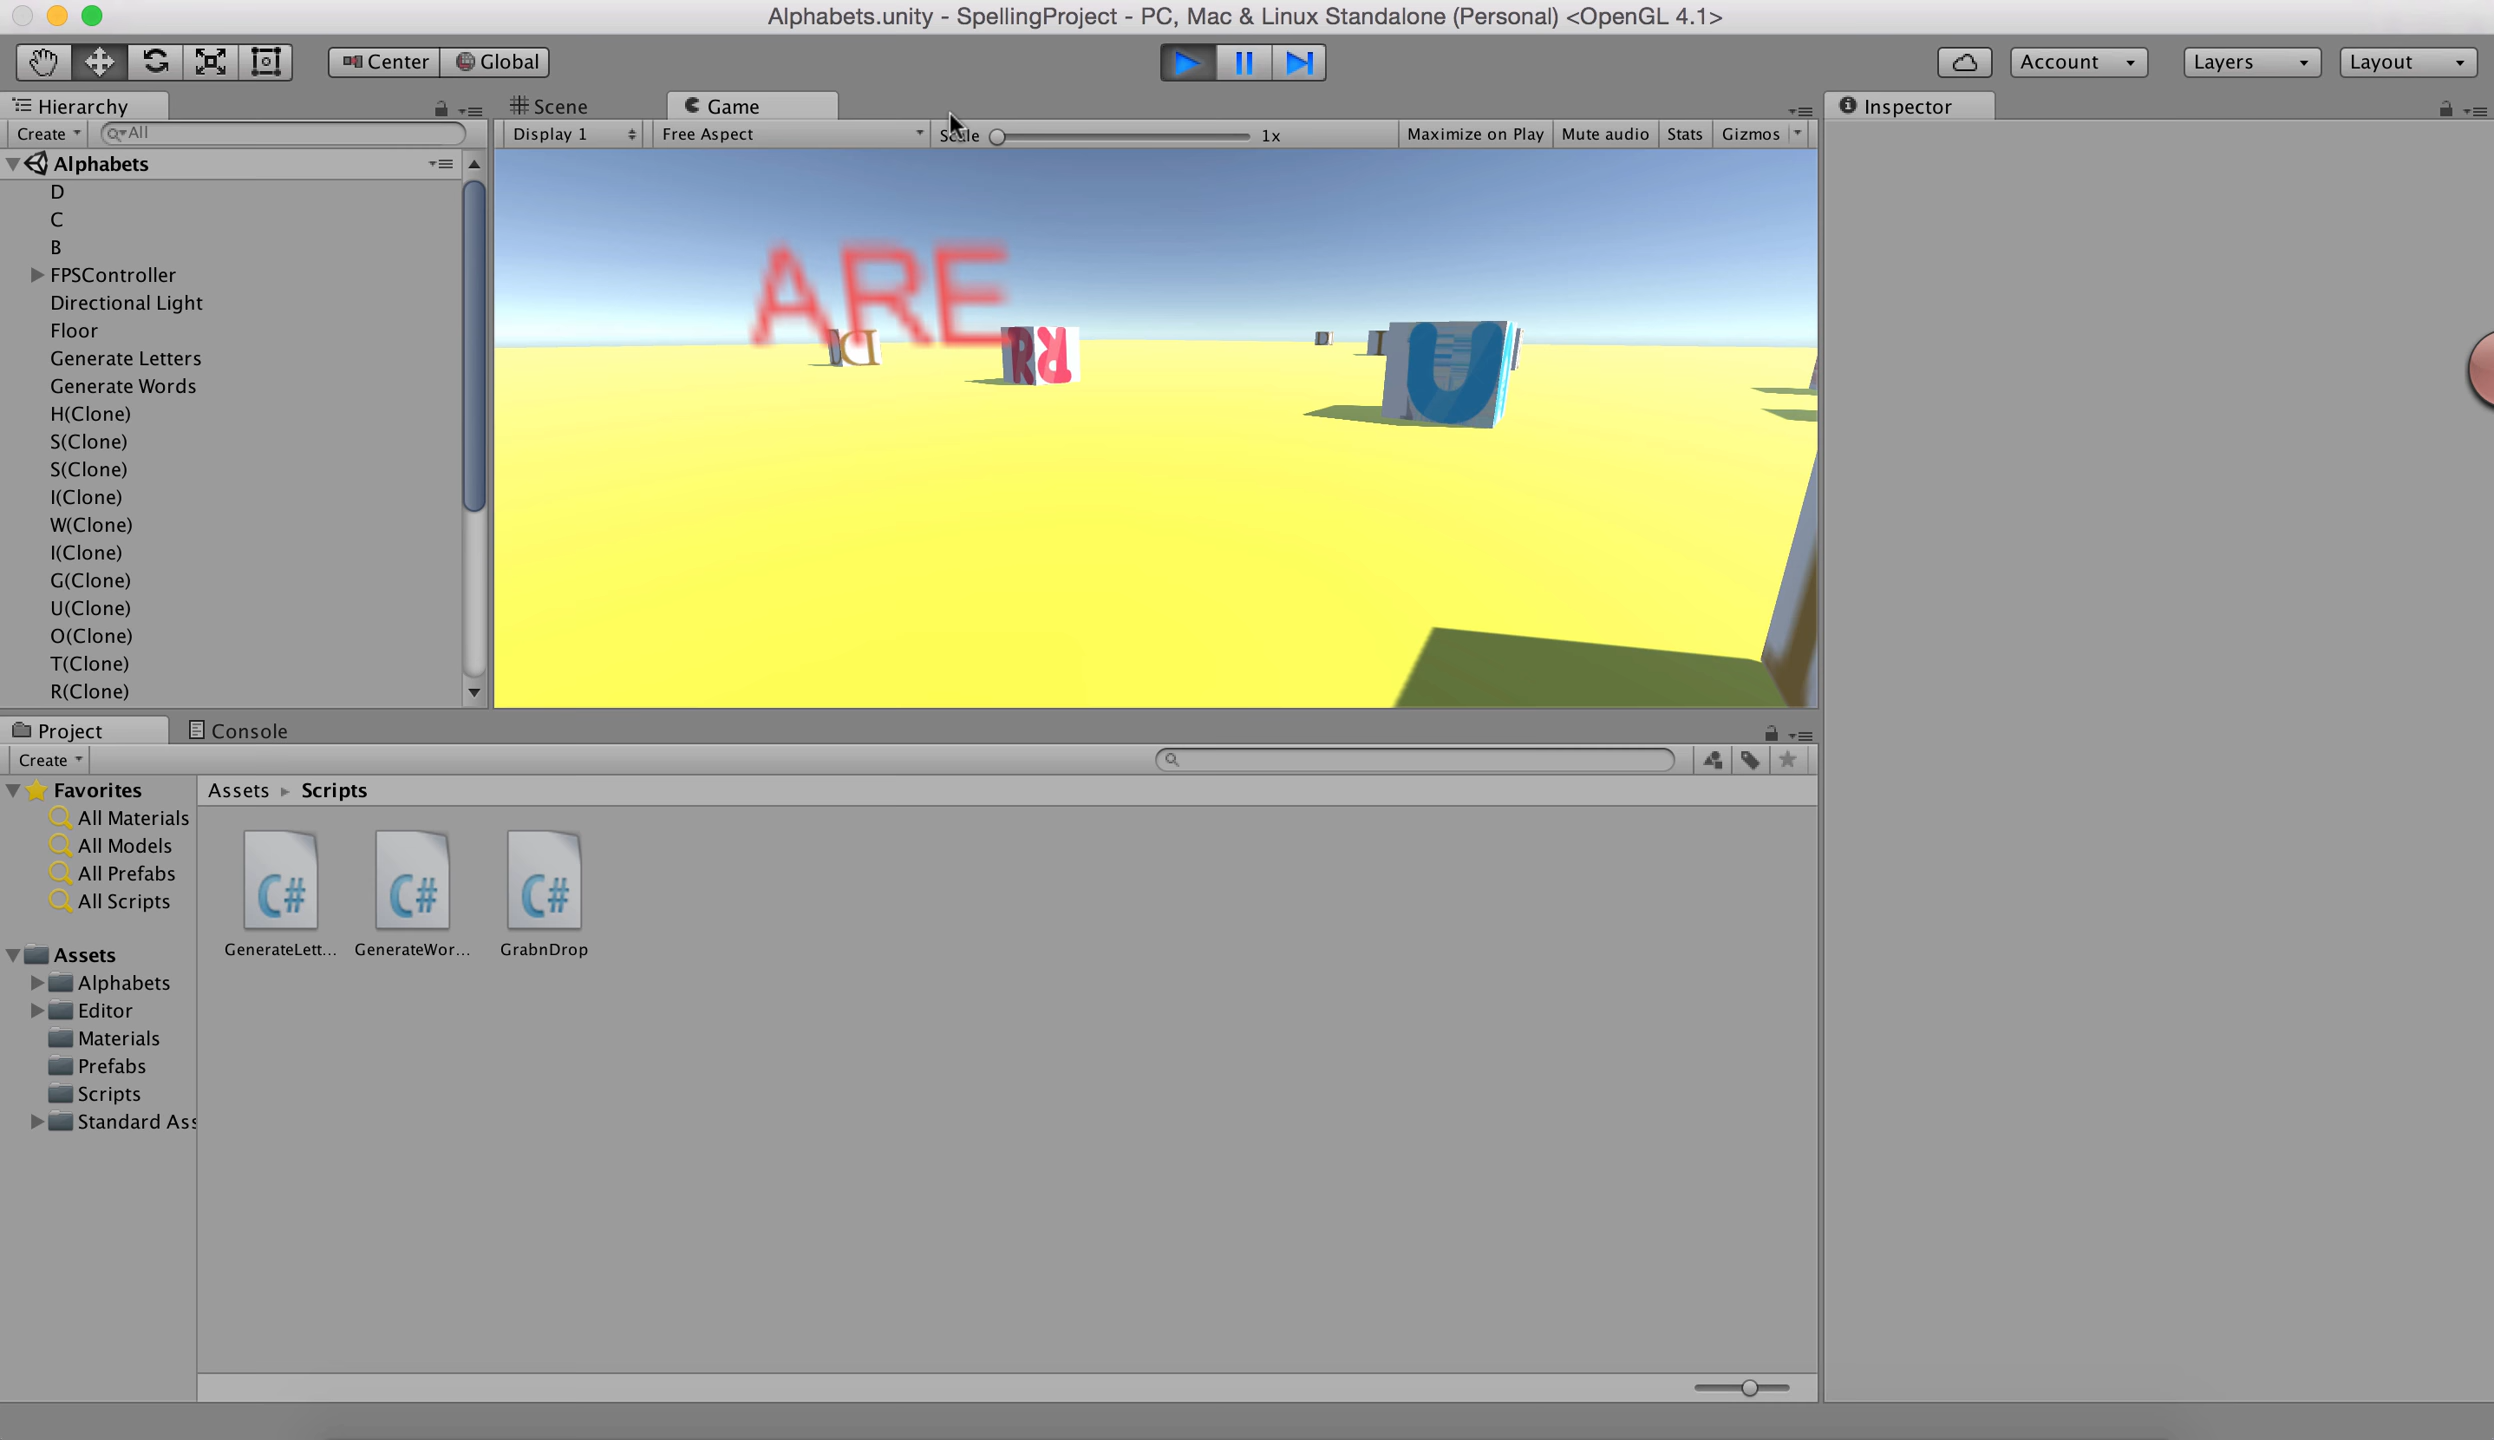 Alphabets.unity - SpellingProject - PC, Mac & Linux Standalone (Personal) <OpenGL 4.1>
Center Global Account Layers Layout
Hierarchy Scene Game Inspector
Create All Display 1 Free Aspect Scale 1x Maximize on Play Mute audio Stats Gizmos
Alphabets
D
C
B
FPSController
Directional Light
Floor
Generate Letters
Generate Words
H(Clone)
S(Clone)
S(Clone)
I(Clone)
W(Clone)
I(Clone)
G(Clone)
U(Clone)
O(Clone)
T(Clone)
R(Clone)
ARE
D
R R
I
U
Project Console
Create
Favorites
All Materials
All Models
All Prefabs
All Scripts
Assets
Alphabets
Editor
Materials
Prefabs
Scripts
Standard Ass
Assets Scripts
C# C# C#
GenerateLett... GenerateWor... GrabnDrop